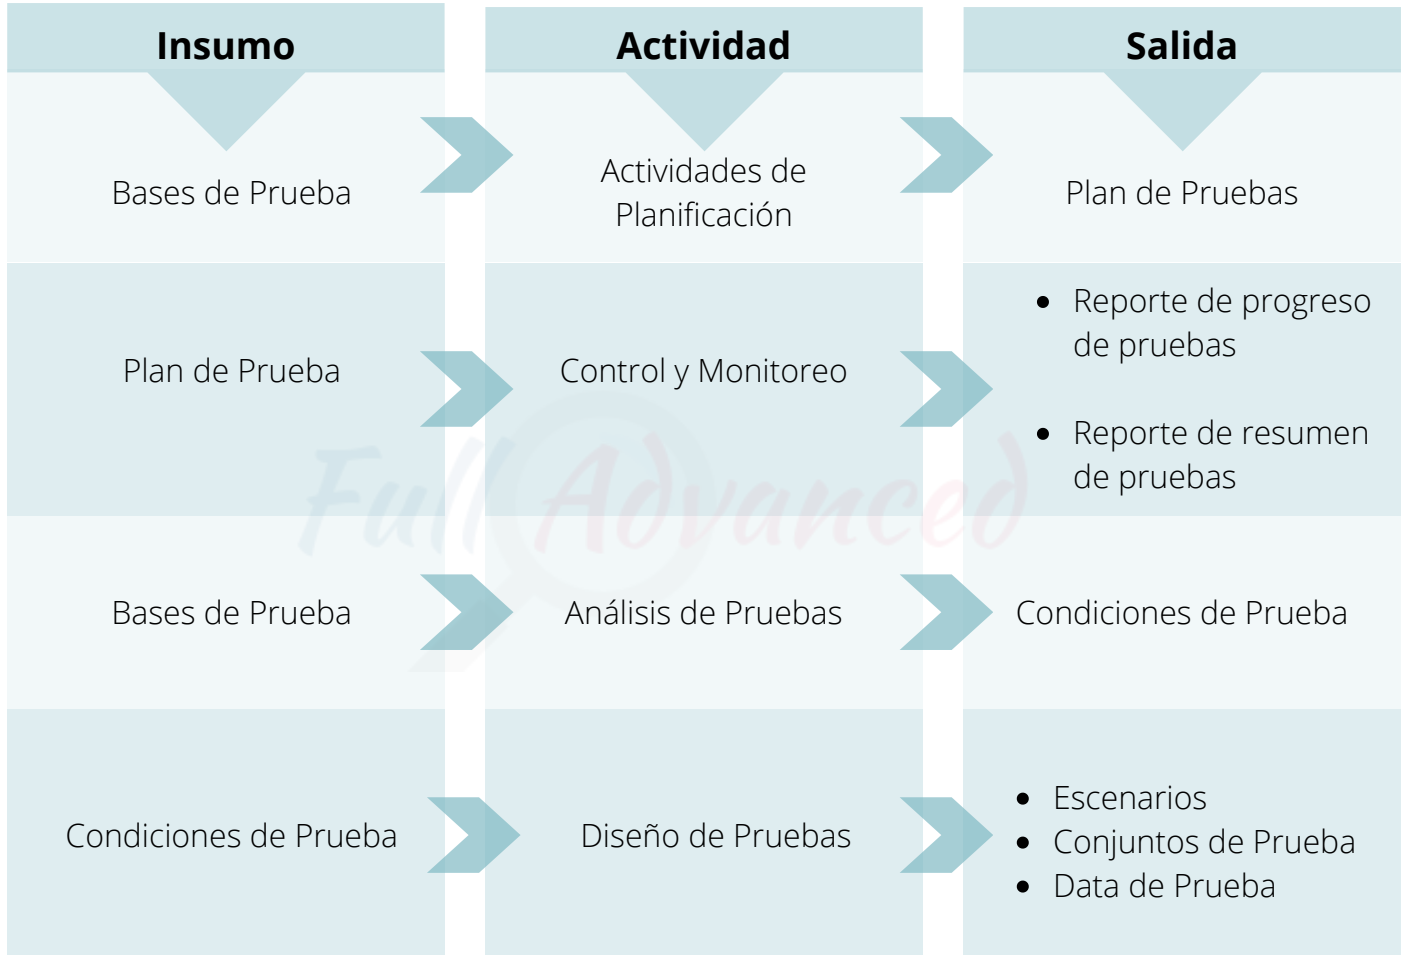 Insumo
Actividad
Salida
Bases de Prueba
Actividades de
Planificación
Plan de Pruebas
Plan de Prueba
Control y Monitoreo
• Reporte de progreso
de pruebas
• Reporte de resumen
de pruebas
Full Advanced
Bases de Prueba
Análisis de Pruebas
Condiciones de Prueba
Condiciones de Prueba
Diseño de Pruebas
• Escenarios
• Conjuntos de Prueba
• Data de Prueba